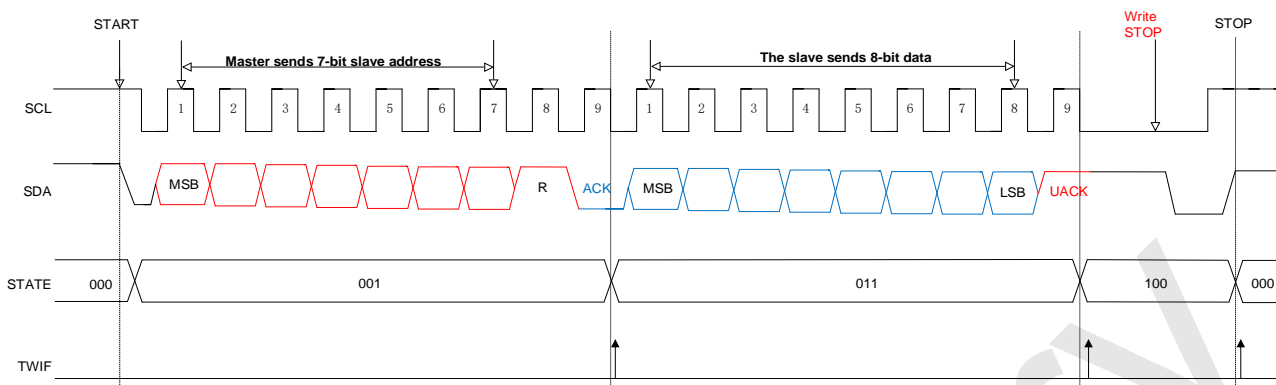 START
Write
STOP
STOP
Master sends 7-bit slave address
The slave sends 8-bit data
SCL 1 2 3 4 5 6 7 8 9 1 2 3 4 5 6 7 8 9
SDA MSB R ACK MSB LSB UACK
STATE 000 001 011 100 000
TWIF